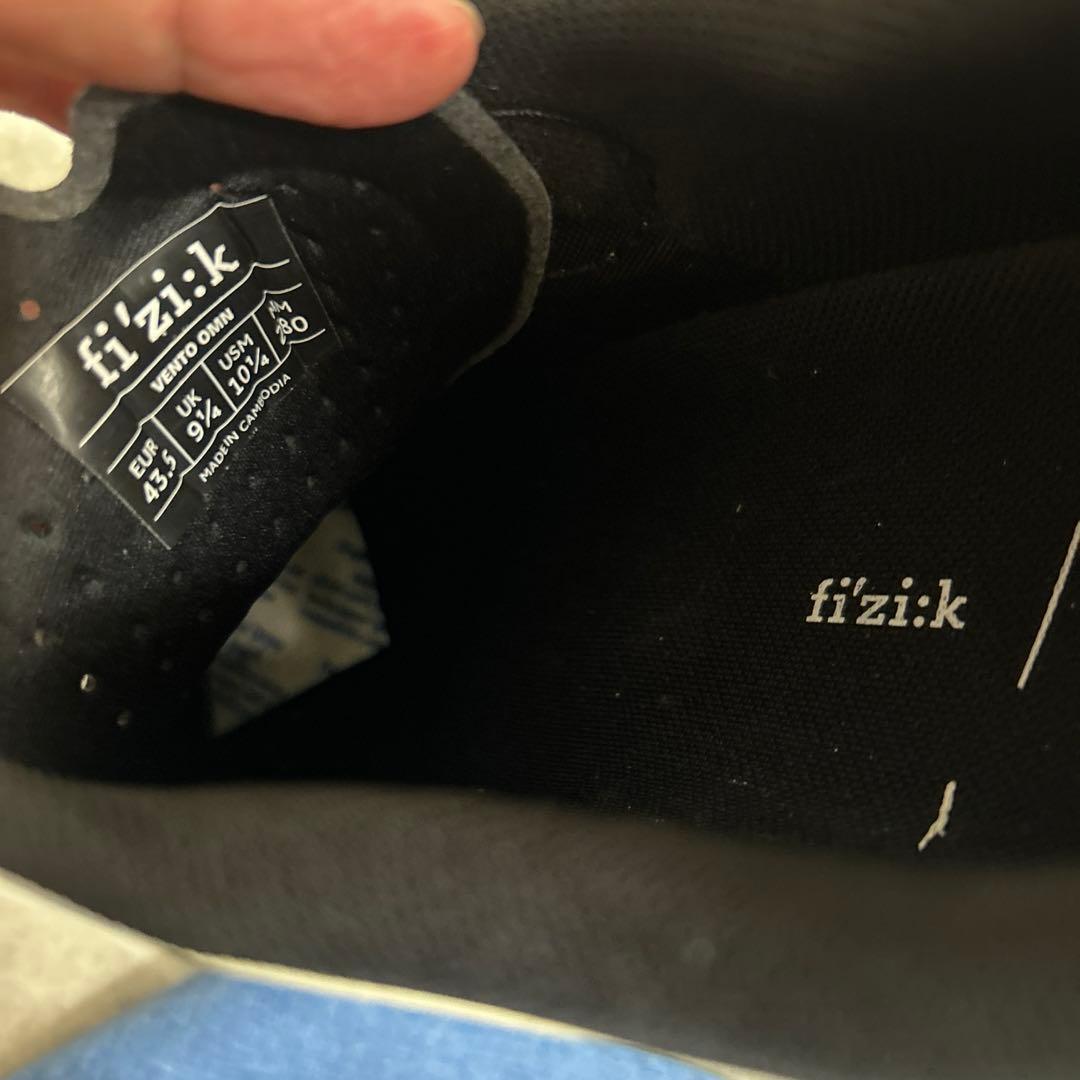 fi'zi:k
VENTO OMN
EUR UK USM MM
43.5 9¼ 10¼ 280
MADE IN CAMBODIA
fi'zi:k